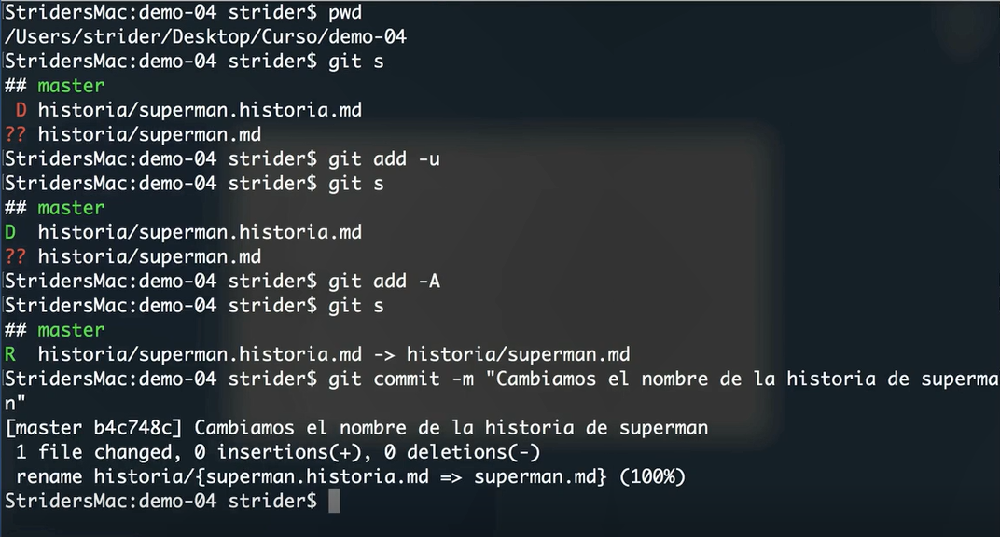 StridersMac:demo-04 strider$ pwd
/Users/strider/Desktop/Curso/demo-04
StridersMac:demo-04 strider$ git s
## master
 D historia/superman.historia.md
?? historia/superman.md
StridersMac:demo-04 strider$ git add -u
StridersMac:demo-04 strider$ git s
## master
D  historia/superman.historia.md
?? historia/superman.md
StridersMac:demo-04 strider$ git add -A
StridersMac:demo-04 strider$ git s
## master
R  historia/superman.historia.md -> historia/superman.md
StridersMac:demo-04 strider$ git commit -m "Cambiamos el nombre de la historia de superma
n"
[master b4c748c] Cambiamos el nombre de la historia de superman
 1 file changed, 0 insertions(+), 0 deletions(-)
 rename historia/{superman.historia.md => superman.md} (100%)
StridersMac:demo-04 strider$